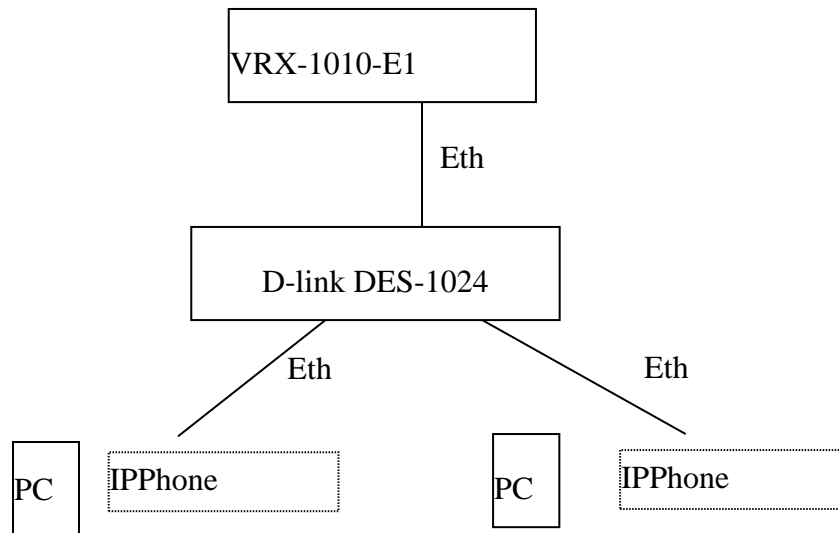 VRX-1010-E1
Eth
D-link DES-1024
Eth
Eth
PC
IPPhone
PC
IPPhone